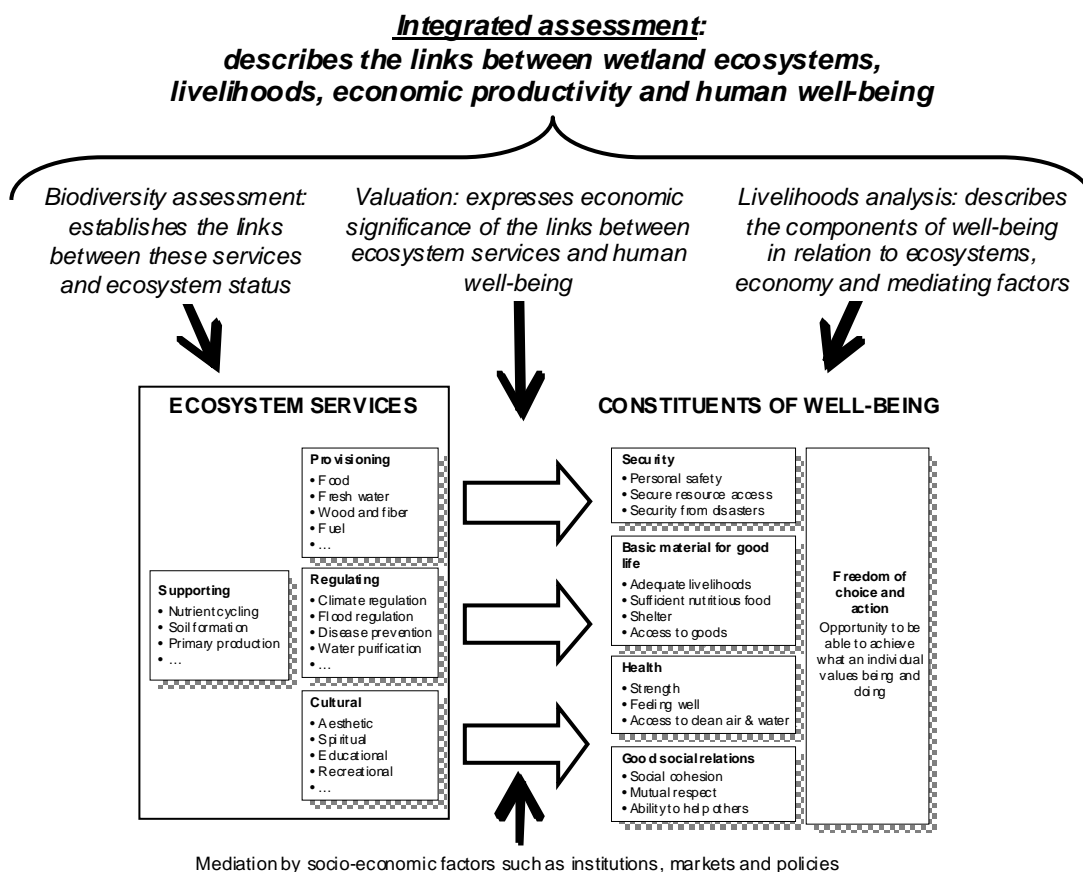 Integrated assessment:
describes the links between wetland ecosystems,
livelihoods, economic productivity and human well-being
Biodiversity assessment:
establishes the links
between these services
and ecosystem status
Valuation: expresses economic
significance of the links between
ecosystem services and human
well-being
Livelihoods analysis: describes
the components of well-being
in relation to ecosystems,
economy and mediating factors
ECOSYSTEM SERVICES
Supporting
• Nutrient cycling
• Soil formation
• Primary production
• …
Provisioning
• Food
• Fresh water
• Wood and fiber
• Fuel
• …
Regulating
• Climate regulation
• Flood regulation
• Disease prevention
• Water purification
• …
Cultural
• Aesthetic
• Spiritual
• Educational
• Recreational
• …
CONSTITUENTS OF WELL-BEING
Security
• Personal safety
• Secure resource access
• Security from disasters
Basic material for good
life
• Adequate livelihoods
• Sufficient nutritious food
• Shelter
• Access to goods
Health
• Strength
• Feeling well
• Access to clean air & water
Good social relations
• Social cohesion
• Mutual respect
• Ability to help others
Freedom of
choice and
action
Opportunity to be
able to achieve
what an individual
values being and
doing
Mediation by socio-economic factors such as institutions, markets and policies